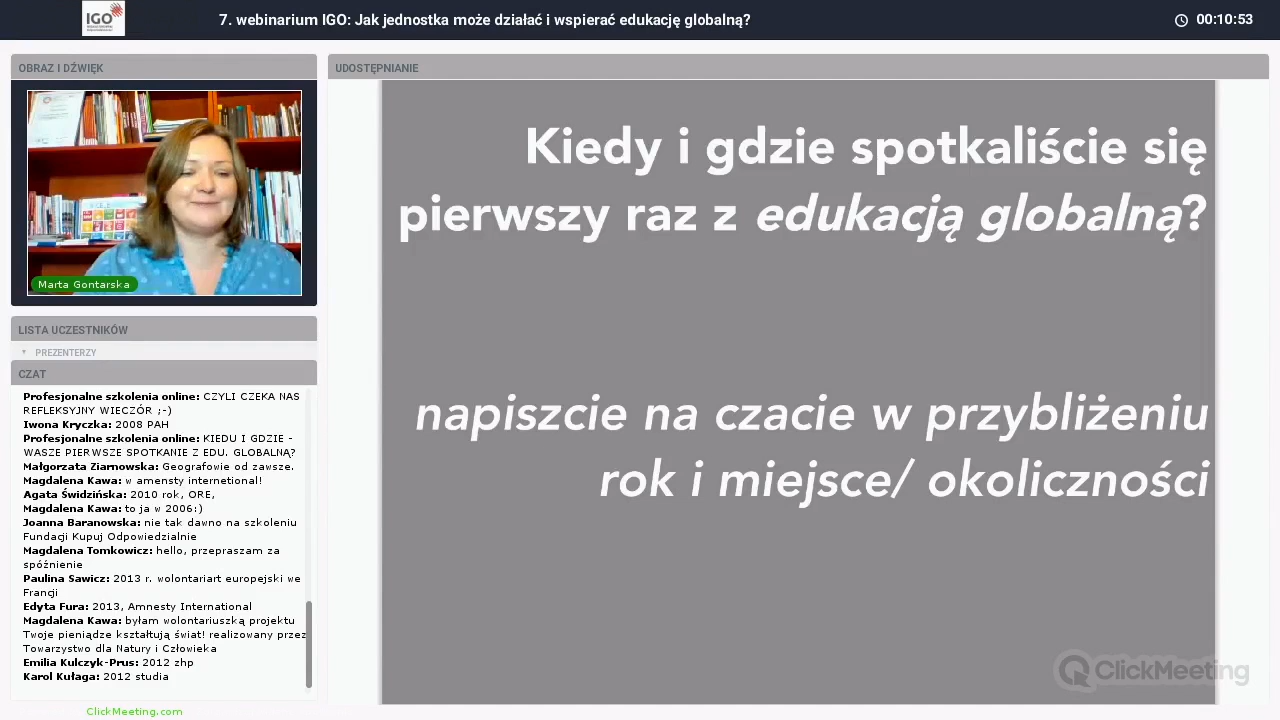 IGO
7. webinarium IGO: Jak jednostka może działać i wspierać edukację globalną?
00:10:53
OBRAZ I DŹWIĘK
Marta Gontarska
LISTA UCZESTNIKÓW
PREZENTERZY
CZAT
Profesjonalne szkolenia online: CZYLI CZEKA NAS
REFLEKSYJNY WIECZÓR ;-)
Iwona Kryczka: 2008 PAH
Profesjonalne szkolenia online: KIEDU I GDZIE -
WASZE PIERWSZE SPOTKANIE Z EDU. GLOBALNĄ?
Małgorzata Ziarnowska: Geografowie od zawsze.
Magdalena Kawa: w amensty internetional!
Agata Świdzińska: 2010 rok, ORE,
Magdalena Kawa: to ja w 2006:)
Joanna Baranowska: nie tak dawno na szkoleniu
Fundacji Kupuj Odpowiedzialnie
Magdalena Tomkowicz: hello, przepraszam za
spóźnienie
Paulina Sawicz: 2013 r. wolontariart europejski we
Francji
Edyta Fura: 2013, Amnesty International
Magdalena Kawa: byłam wolontariuszką projektu
Twoje pieniądze kształtują świat! realizowany przez
Towarzystwo dla Natury i Człowieka
Emilia Kulczyk-Prus: 2012 zhp
Karol Kułaga: 2012 studia
ClickMeeting.com
UDOSTĘPNIANIE
Kiedy i gdzie spotkaliście się
pierwszy raz z edukacją globalną?
napiszcie na czacie w przybliżeniu
rok i miejsce/ okoliczności
ClickMeeting